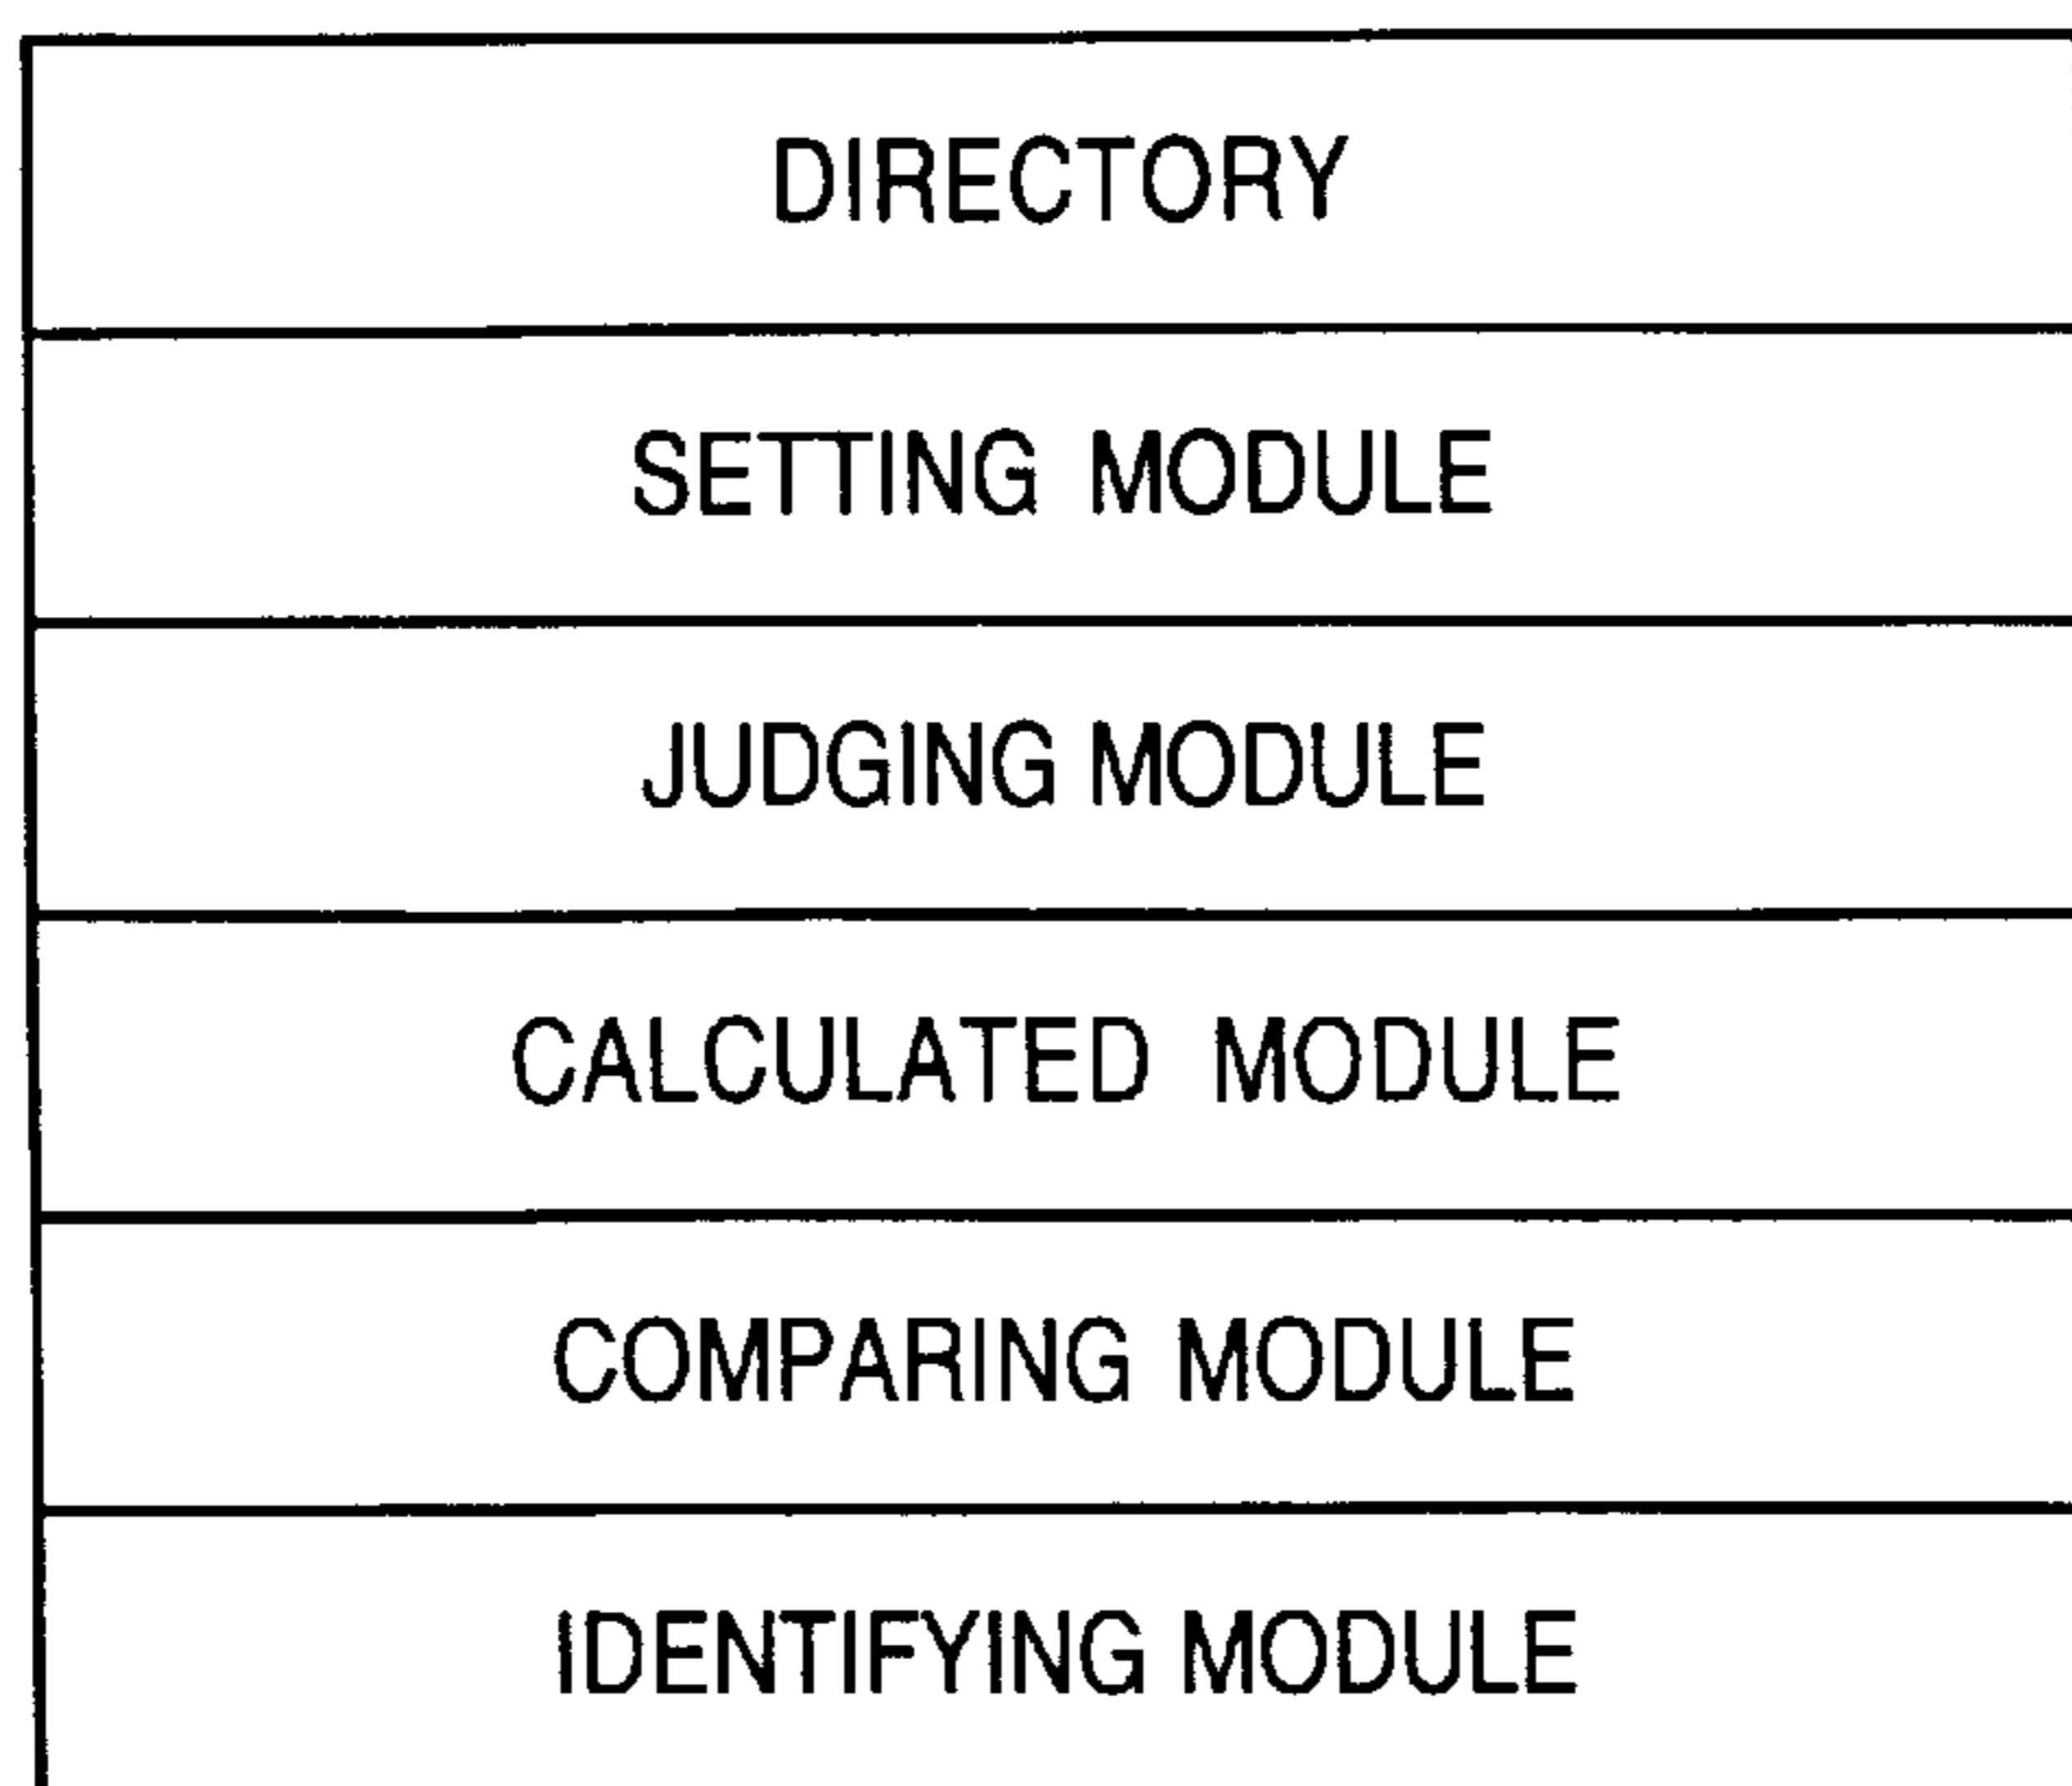 DIRECTORY
SETTING MODULE
JUDGING MODULE
CALCULATED MODULE
COMPARING MODULE
IDENTIFYING MODULE